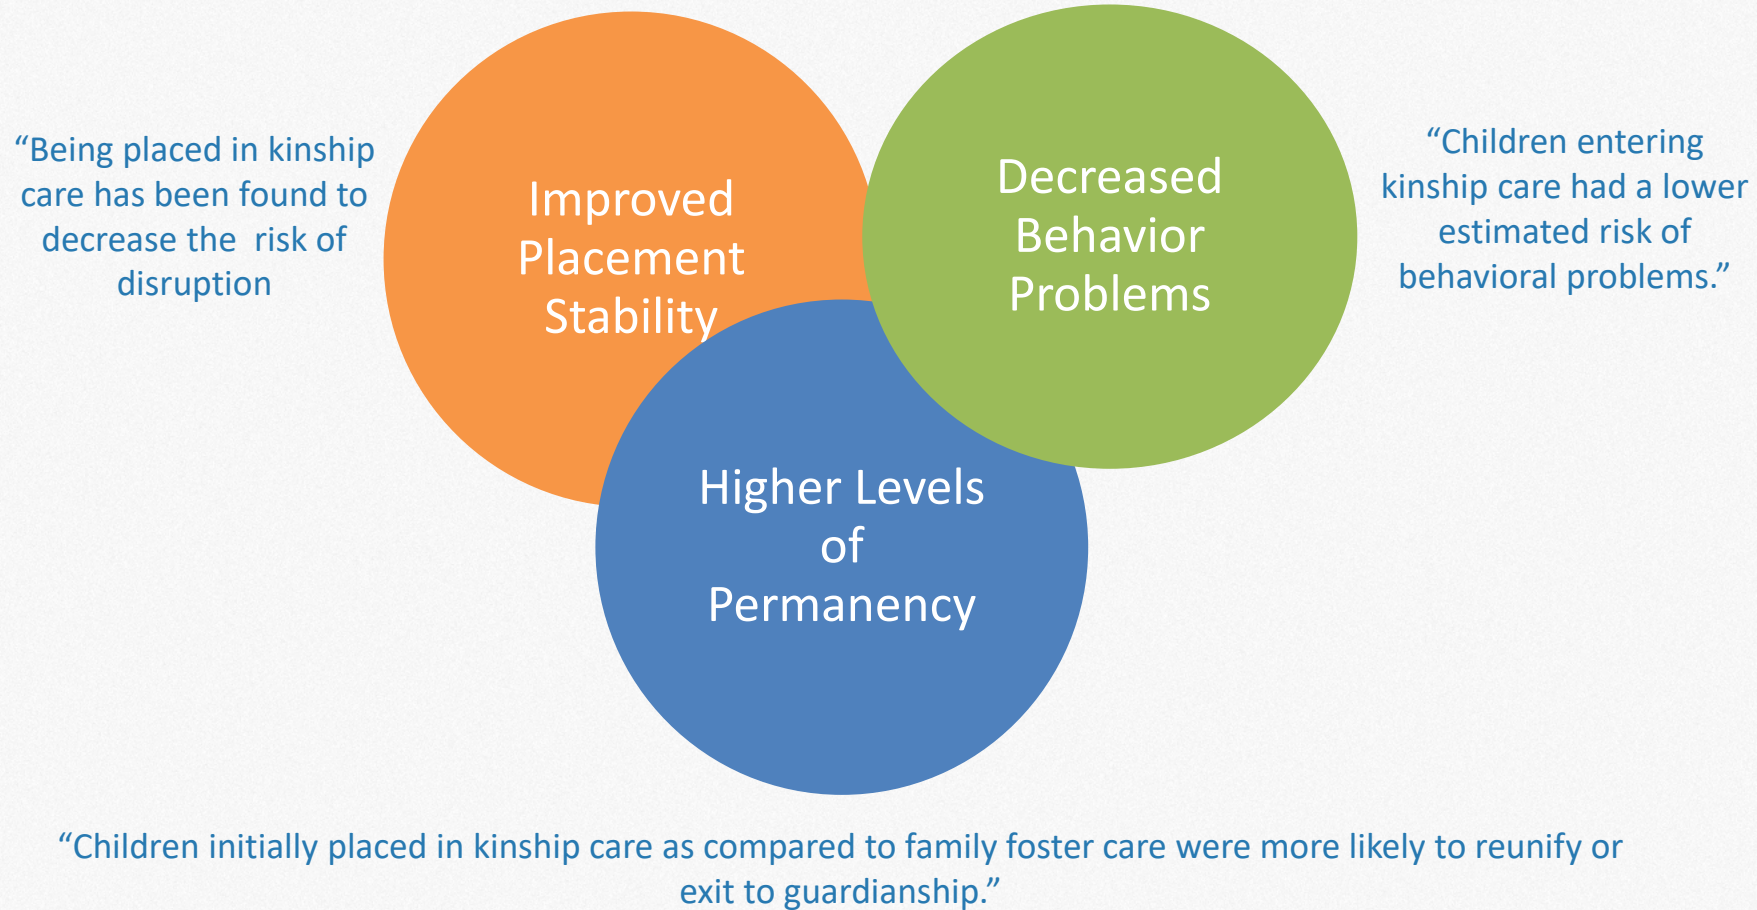 “Being placed in kinship
care has been found to
decrease the  risk of
disruption
Improved
Placement
Stability
Decreased
Behavior
Problems
“Children entering
kinship care had a lower
estimated risk of
behavioral problems.”
Higher Levels
of
Permanency
“Children initially placed in kinship care as compared to family foster care were more likely to reunify or
exit to guardianship.”